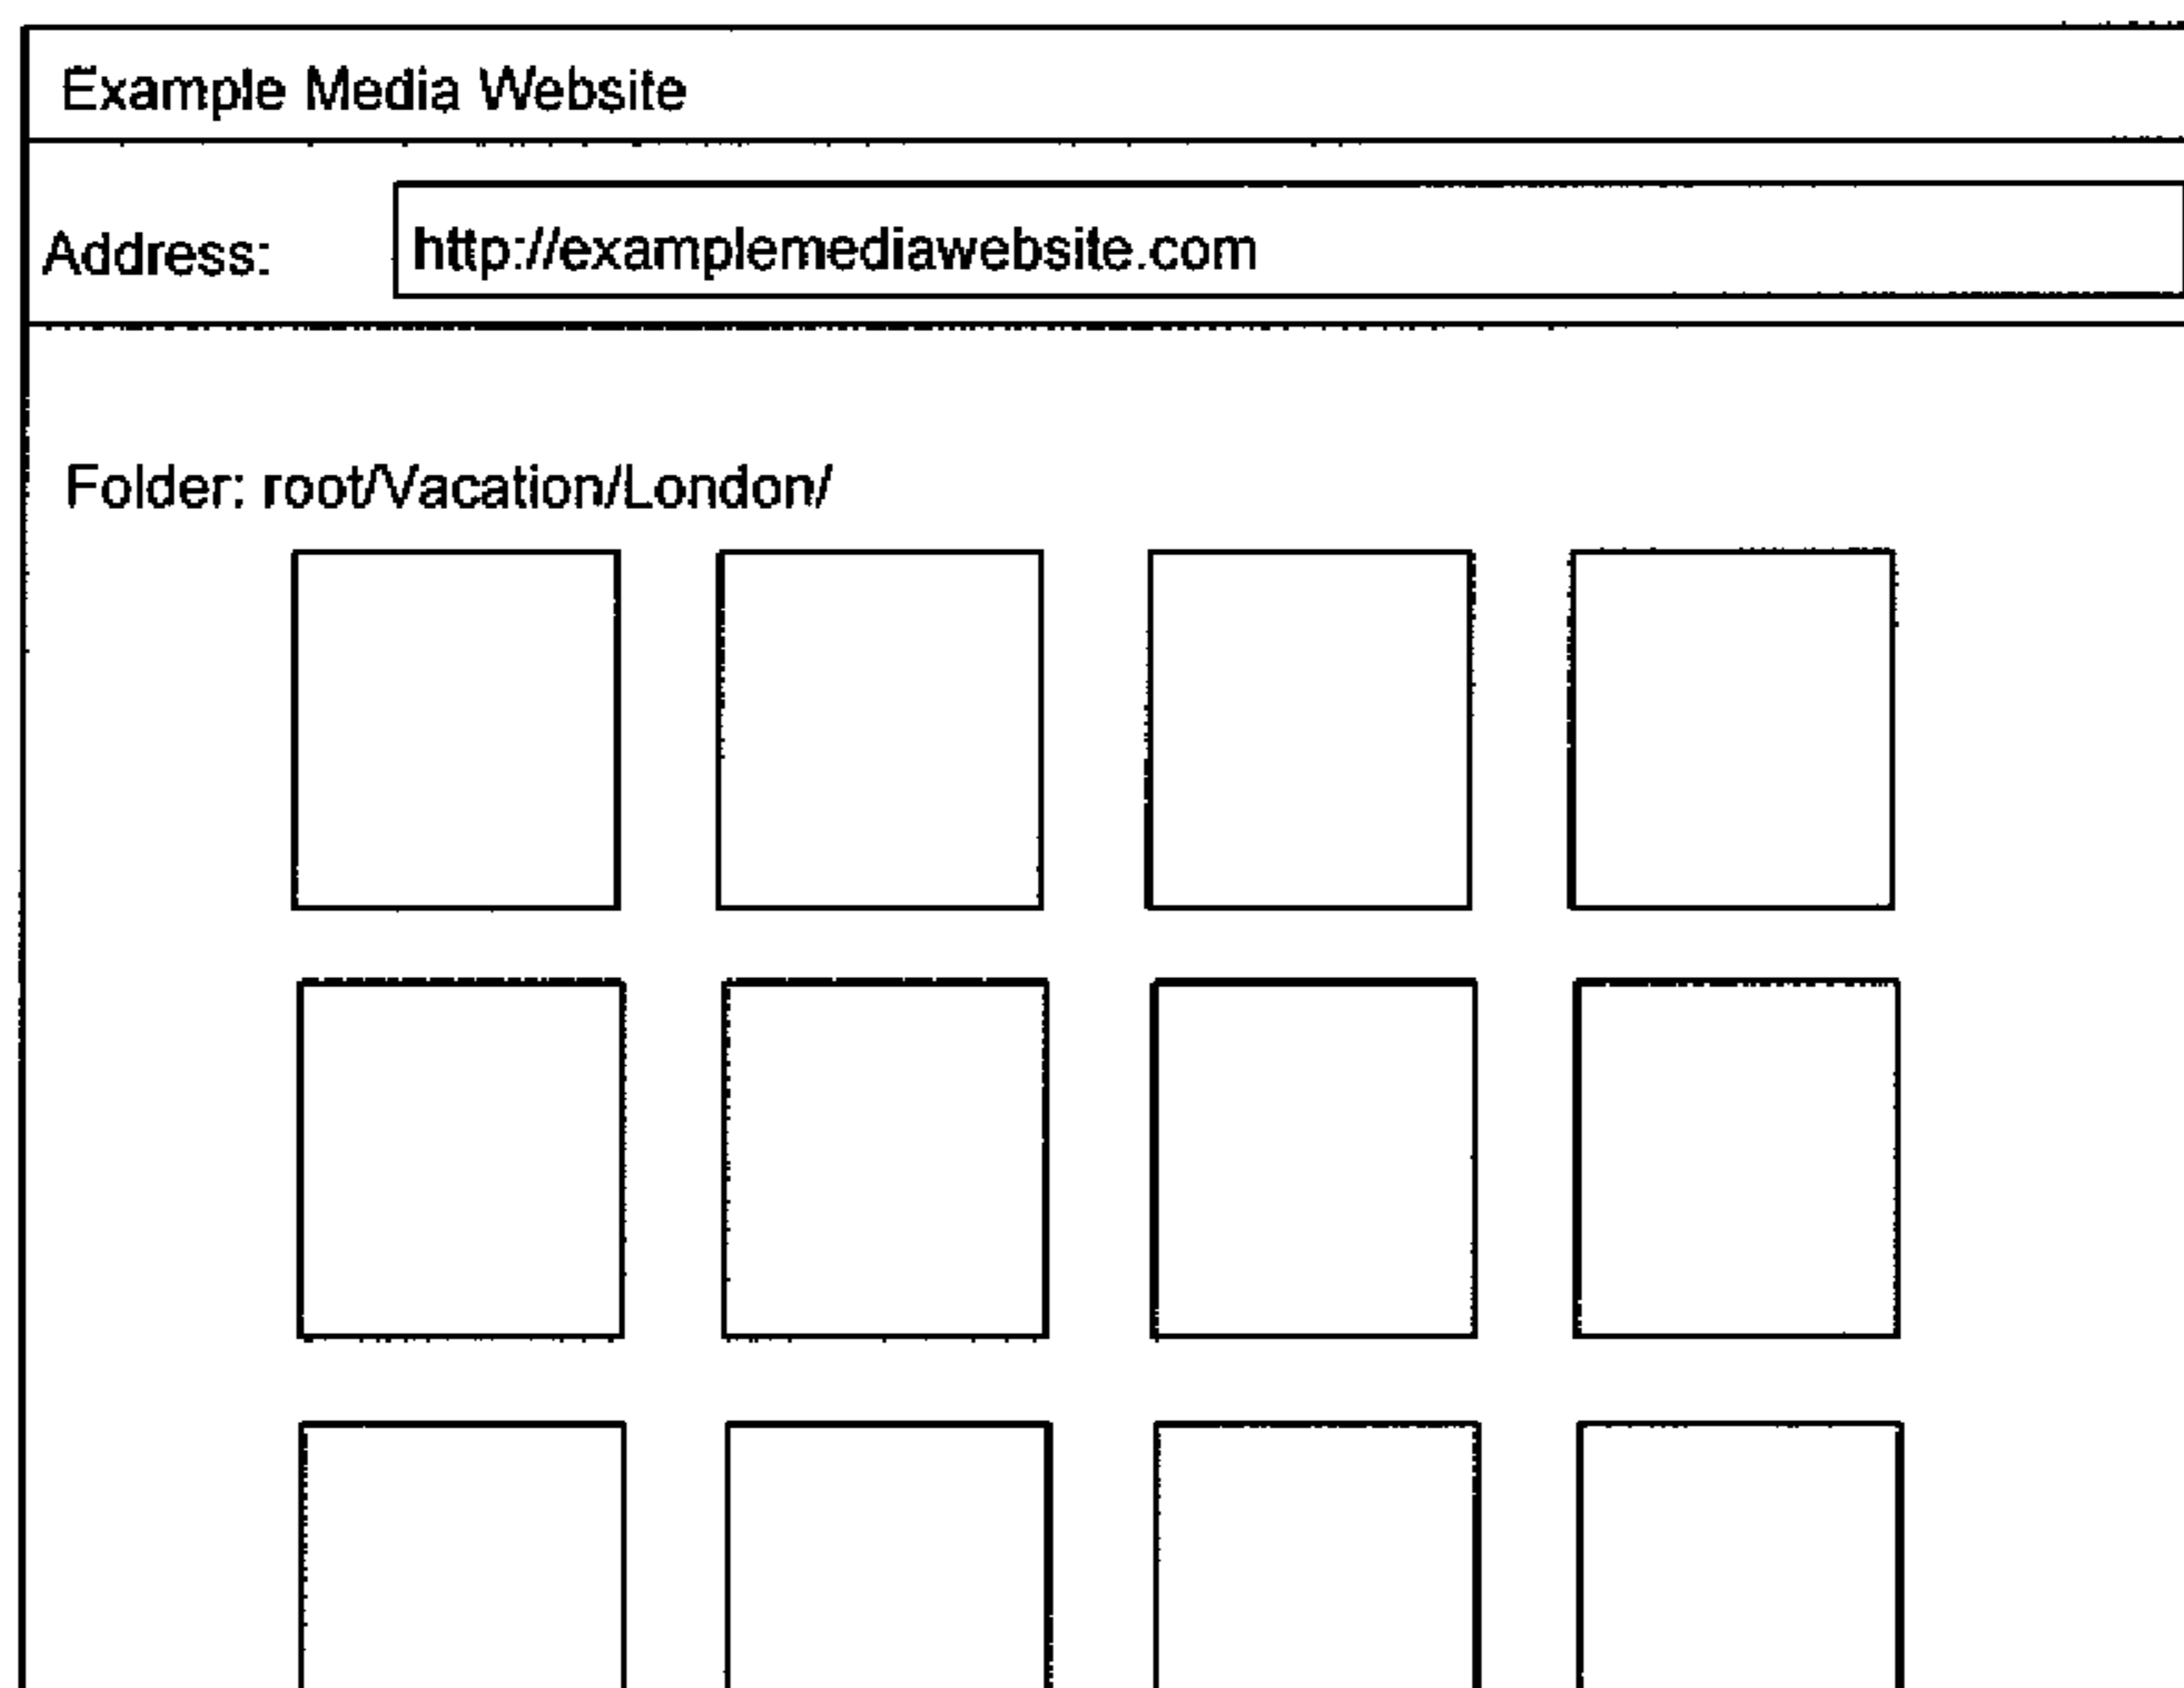 Example Media Website
Address: http://examplemediawebsite.com
Folder: root/Vacation/London/